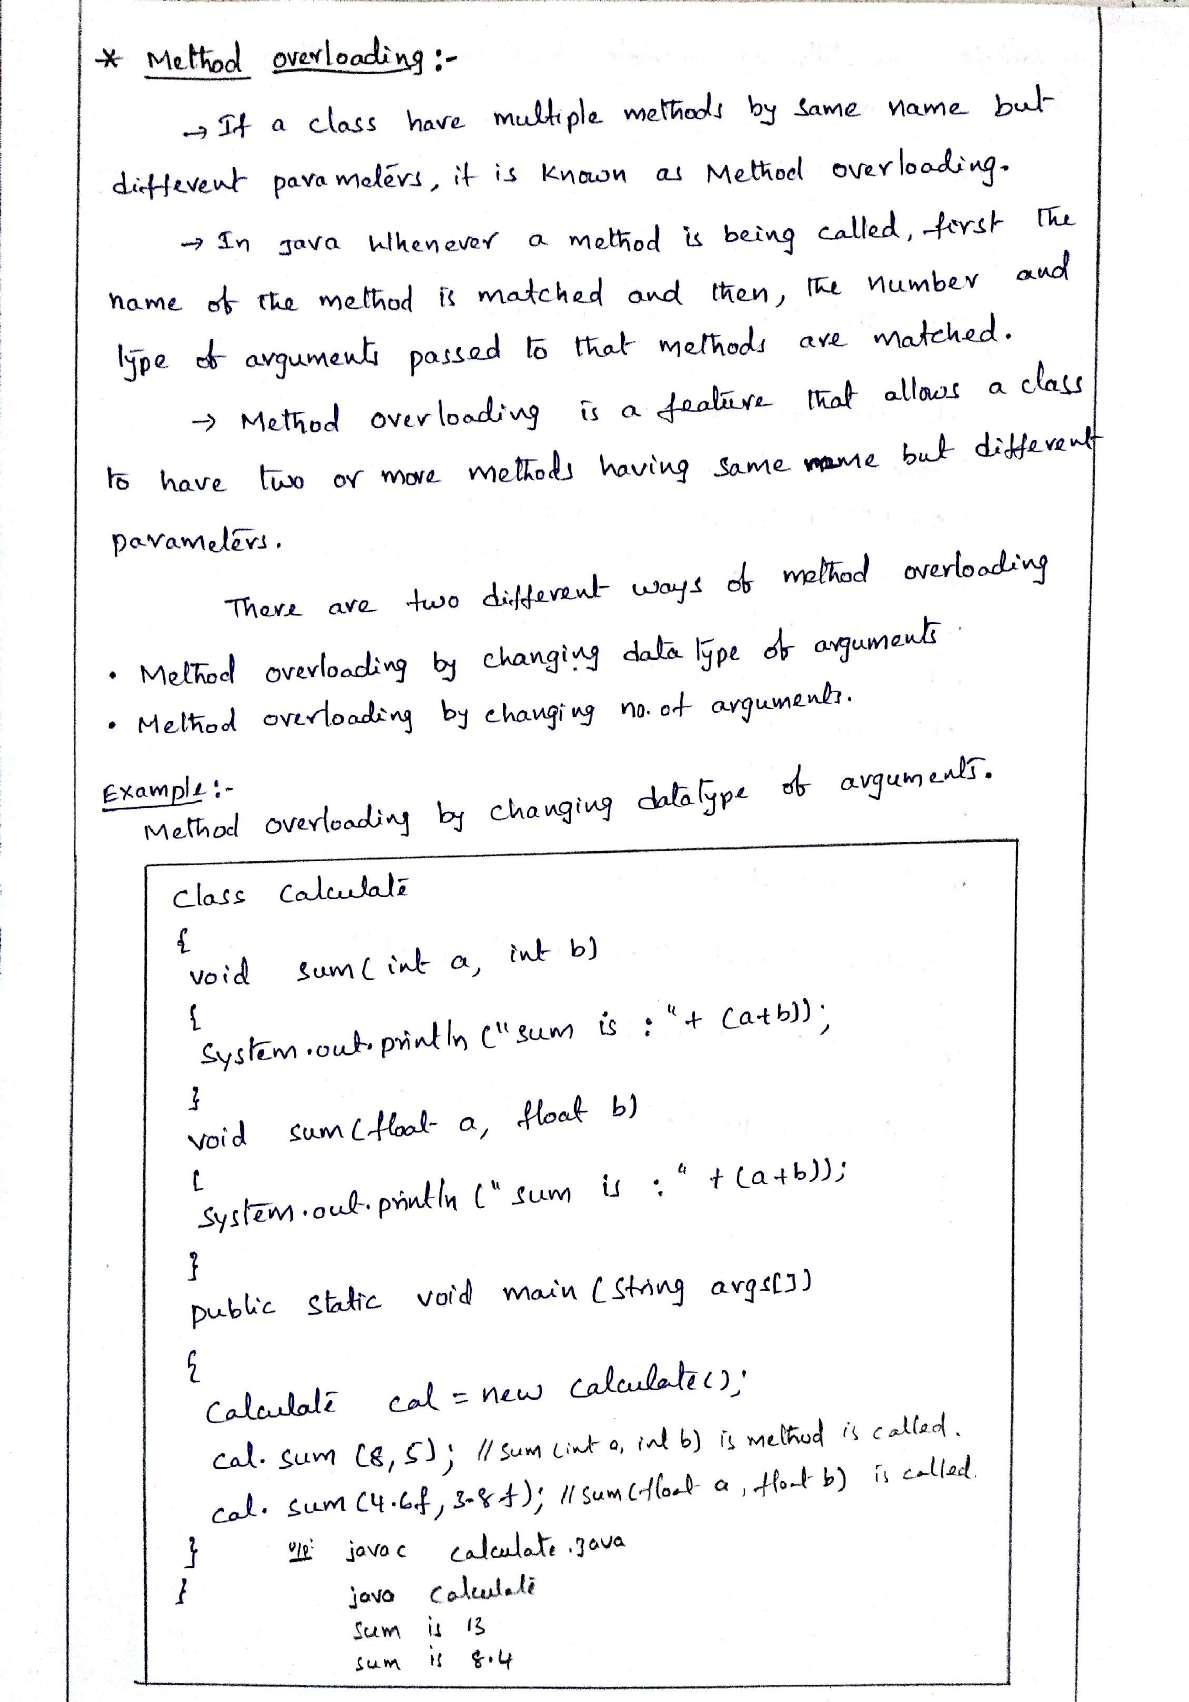 * Method overloading :-
→ If a class have multiple methods by same name but
different parameters, it is known as Method overloading.
→ In java whenever a method is being called, first the
name of the method is matched and then, the number and
type of arguments passed to that methods are matched.
→ Method overloading is a feature that allows a class
to have two or more methods having same name but different
parameters.
There are two different ways of method overloading
• Method overloading by changing data type of arguments
• Method overloading by changing no. of arguments.
Example :-
Method overloading by changing datatype of arguments.
class calculate
{
void sum( int a, int b)
{
System.out.println ("sum is : "+ (a+b));
}
void sum (float a, float b)
{
System.out.println (" sum is : " + (a+b));
}
public static void main (String args[])
{
Calculate cal = new calculate();
cal. sum (8,5); // sum (int a, int b) is method is called.
cal. sum (4.6f, 3.8f); // sum (float a, float b) is called.
} o/p: javac calculate.java
} java calculate
Sum is 13
sum is 8.4